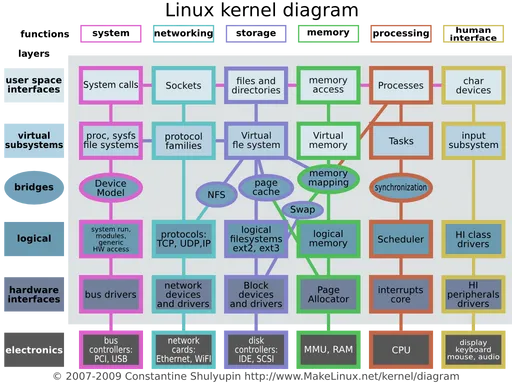 Linux kernel diagram
functions
system
networking
storage
memory
processing
human
interface
layers
user space
interfaces
System calls
Sockets
files and
directories
memory
access
Processes
char
devices
virtual
subsystems
proc, sysfs
file systems
protocol
families
Virtual
fle system
Virtual
memory
Tasks
input
subsystem
bridges
Device
Model
NFS
page
cache
memory
mapping
synchronization
Swap
logical
system run,
modules,
generic
HW access
protocols:
TCP, UDP,IP
logical
filesystems
ext2, ext3
logical
memory
Scheduler
HI class
drivers
hardware
interfaces
bus drivers
network
devices
and drivers
Block
devices
and drivers
Page
Allocator
interrupts
core
HI
peripherals
drivers
electronics
bus
controllers:
PCI, USB
network
cards:
Ethernet, WiFI
disk
controllers:
IDE, SCSI
MMU, RAM
CPU
display
keyboard
mouse, audio
© 2007-2009 Constantine Shulyupin http://www.MakeLinux.net/kernel/diagram